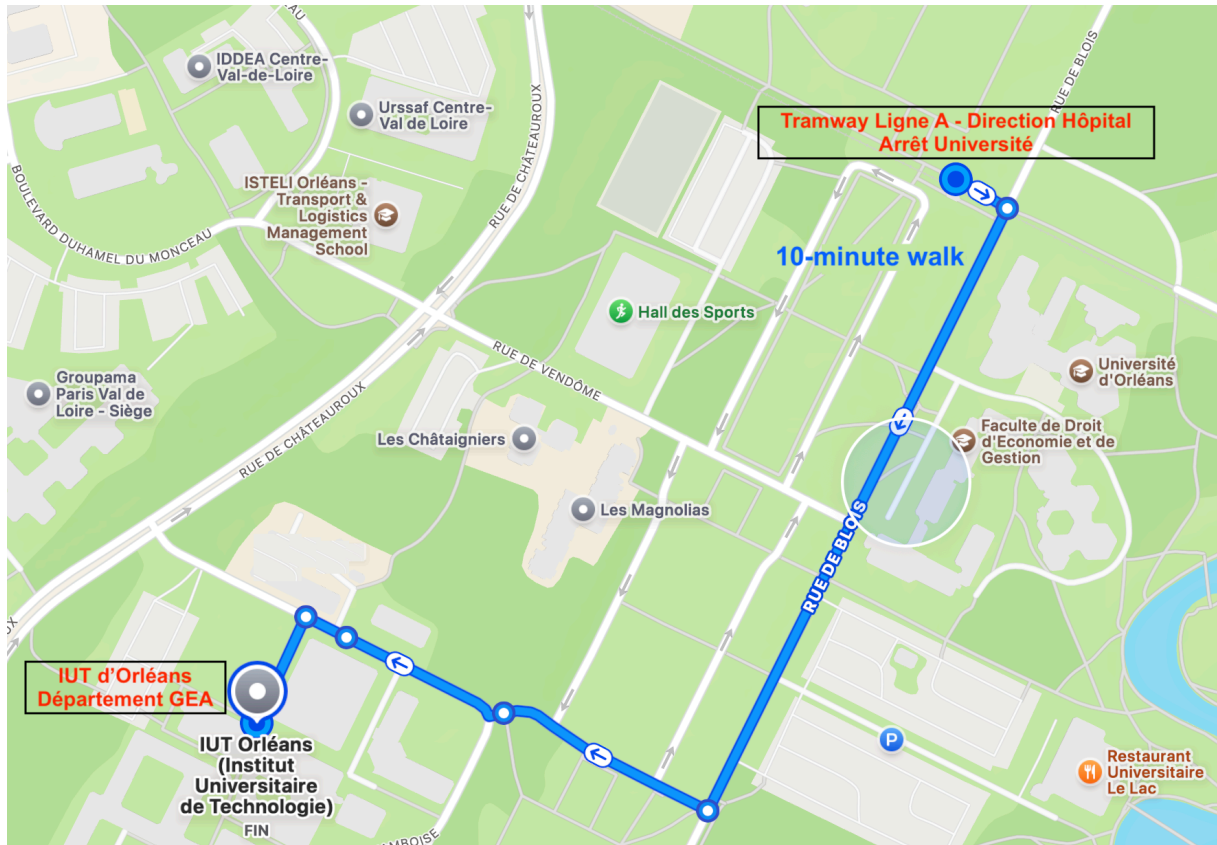 IDDEA Centre-
Val-de-Loire
Urssaf Centre-
Val de Loire
RUE DE CHÂTEAUROUX
RUE DE BLOIS
Tramway Ligne A - Direction Hôpital
Arrêt Université
BOULEVARD DUHAMEL DU MONCEAU
ISTELI Orléans -
Transport &
Logistics
Management
School
10-minute walk
Hall des Sports
RUE DE VENDÔME
Groupama
Paris Val de
Loire - Siège
RUE DE CHÂTEAUROUX
Université
d'Orléans
Les Châtaigniers
Faculte de Droit
d'Economie et de
Gestion
Les Magnolias
RUE DE BLOIS
IUT d'Orléans
Département GEA
IUT Orléans
(Institut
Universitaire
de Technologie)
FIN
P
Restaurant
Universitaire
Le Lac